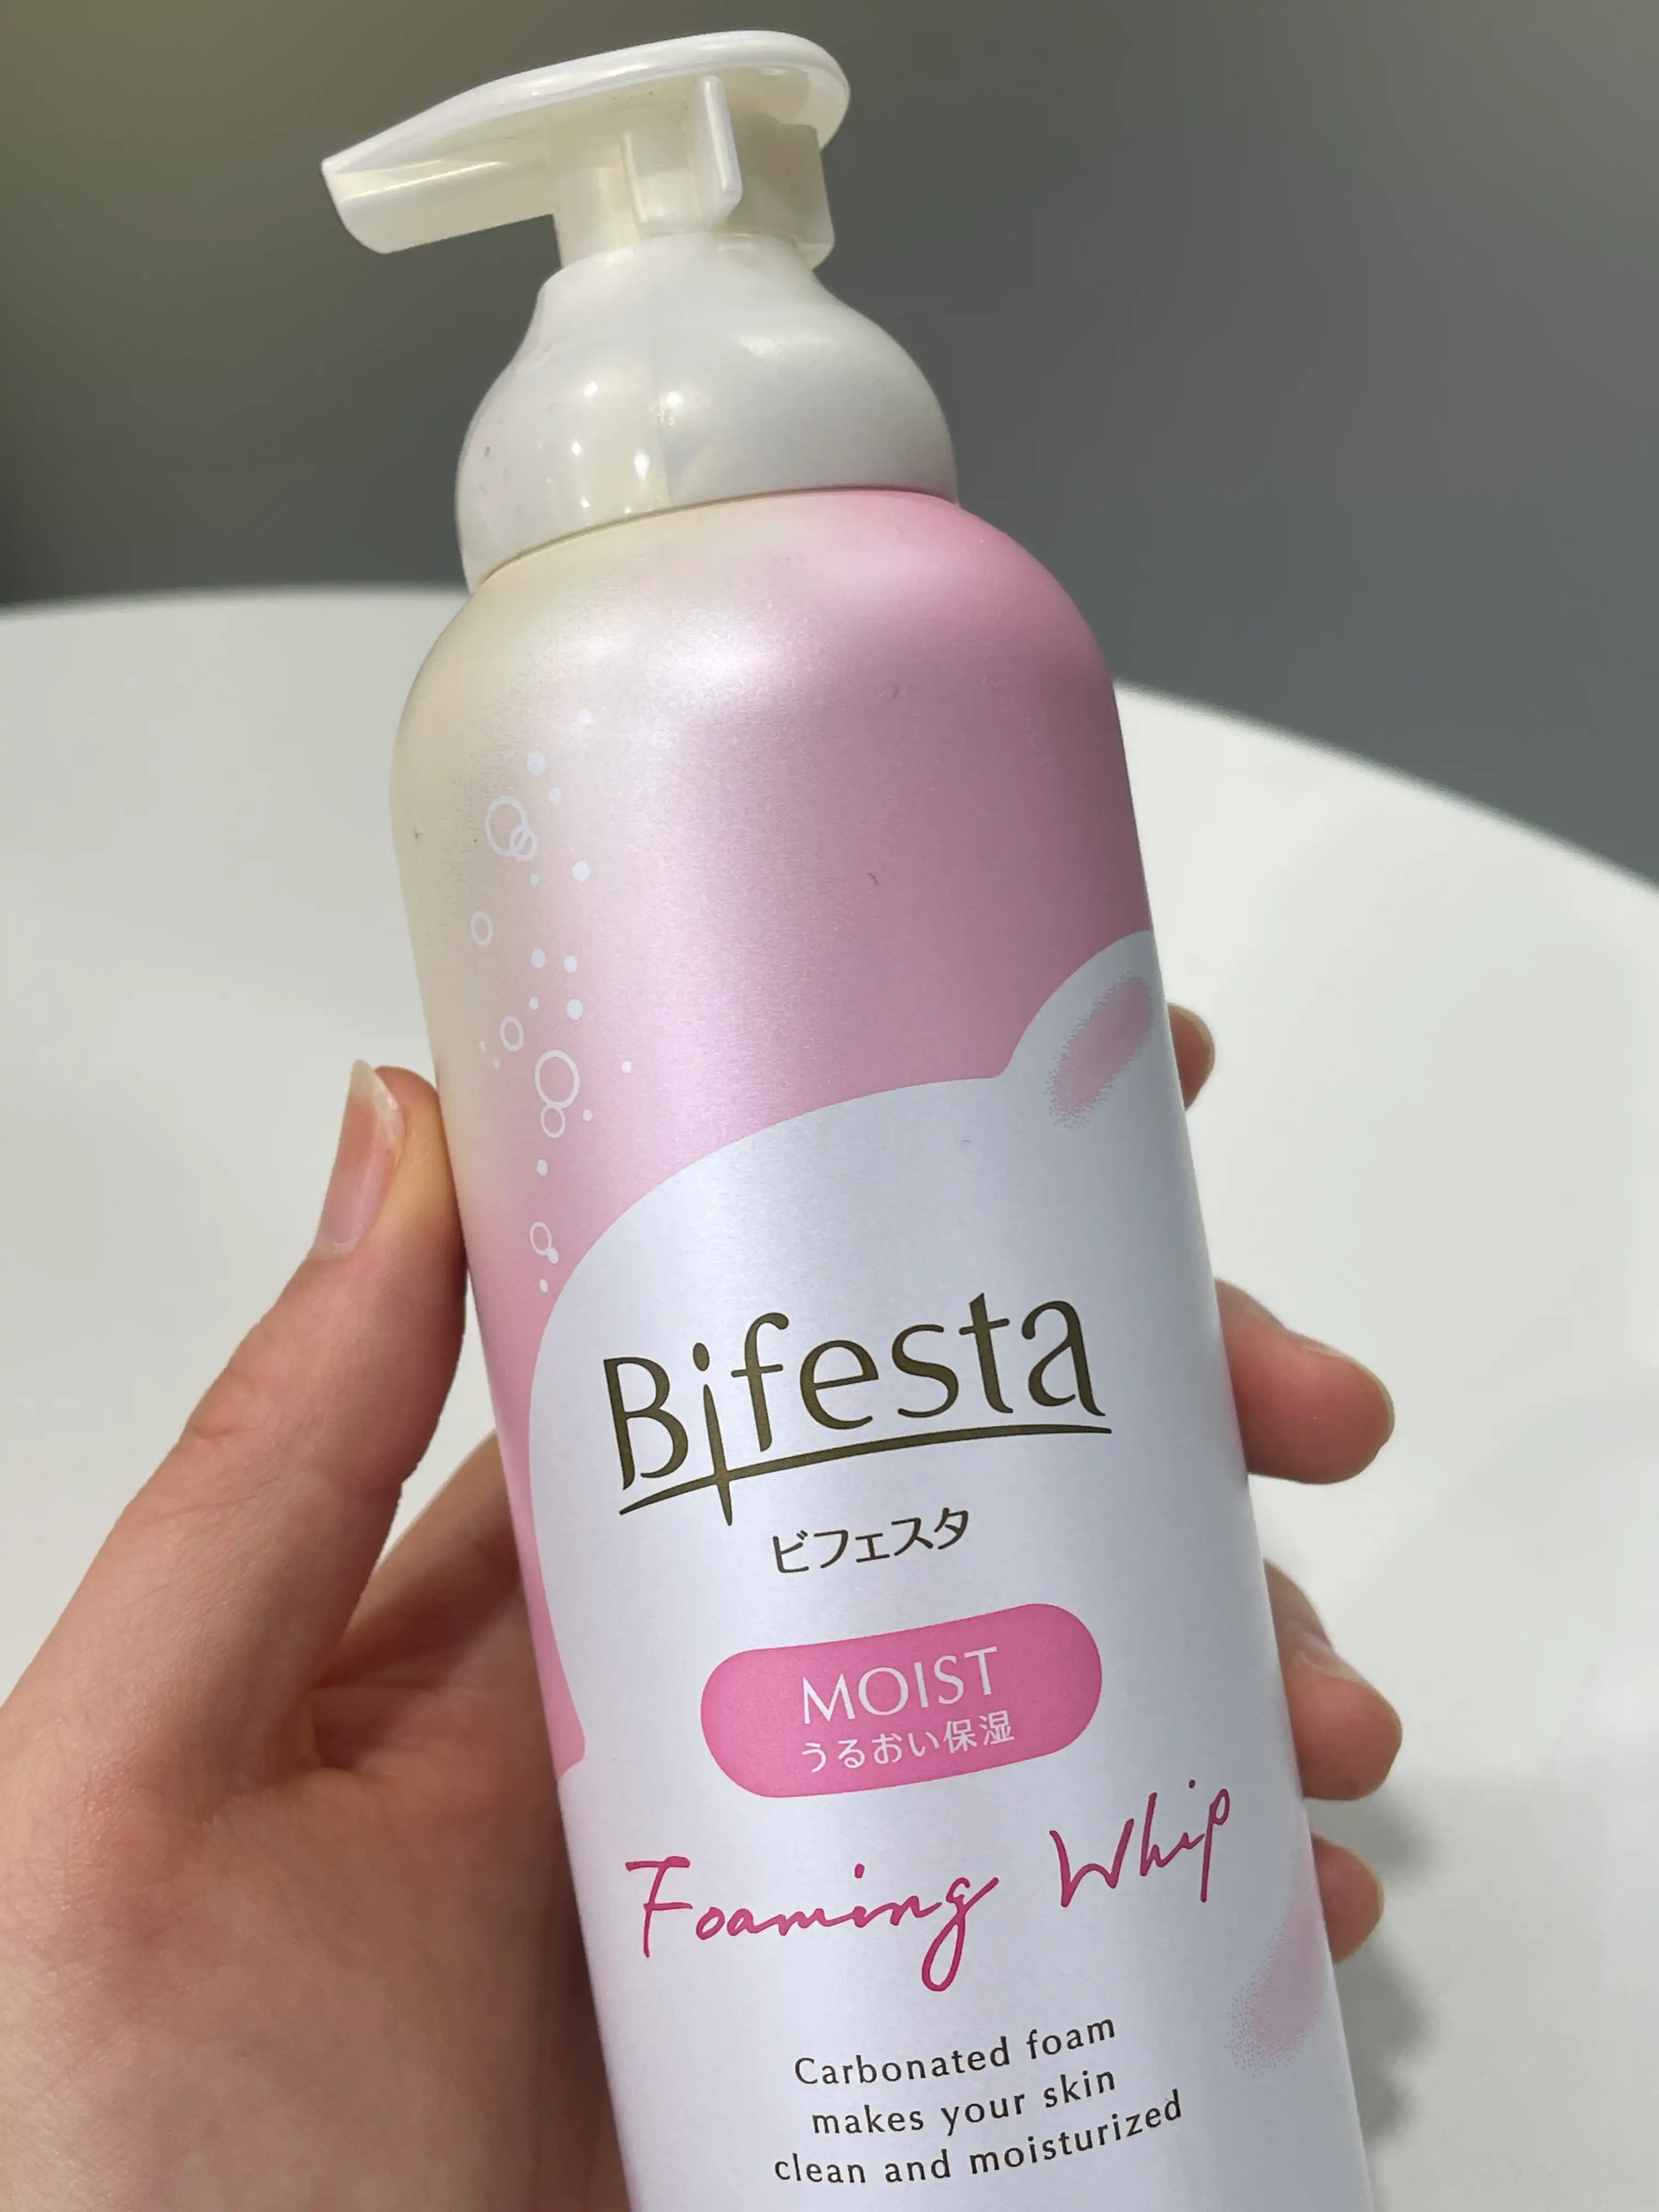 Bifesta
ビフェスタ
MOIST
うるおい保湿
Foaming Whip
Carbonated foam
makes your skin
clean and moisturized